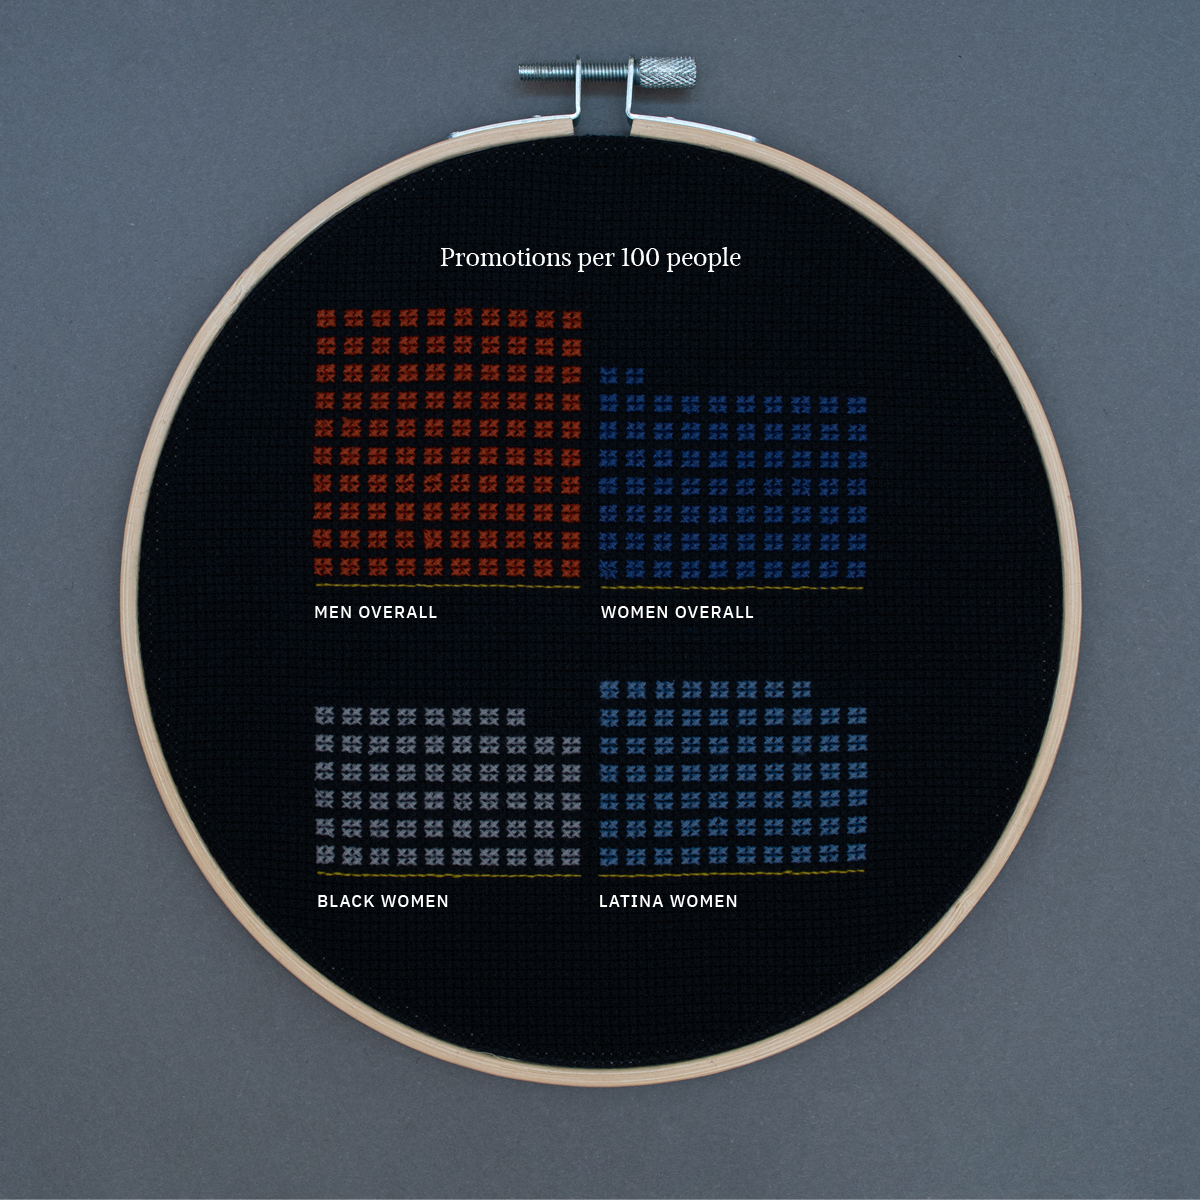 Promotions per 100 people
MEN OVERALL
WOMEN OVERALL
BLACK WOMEN
LATINA WOMEN